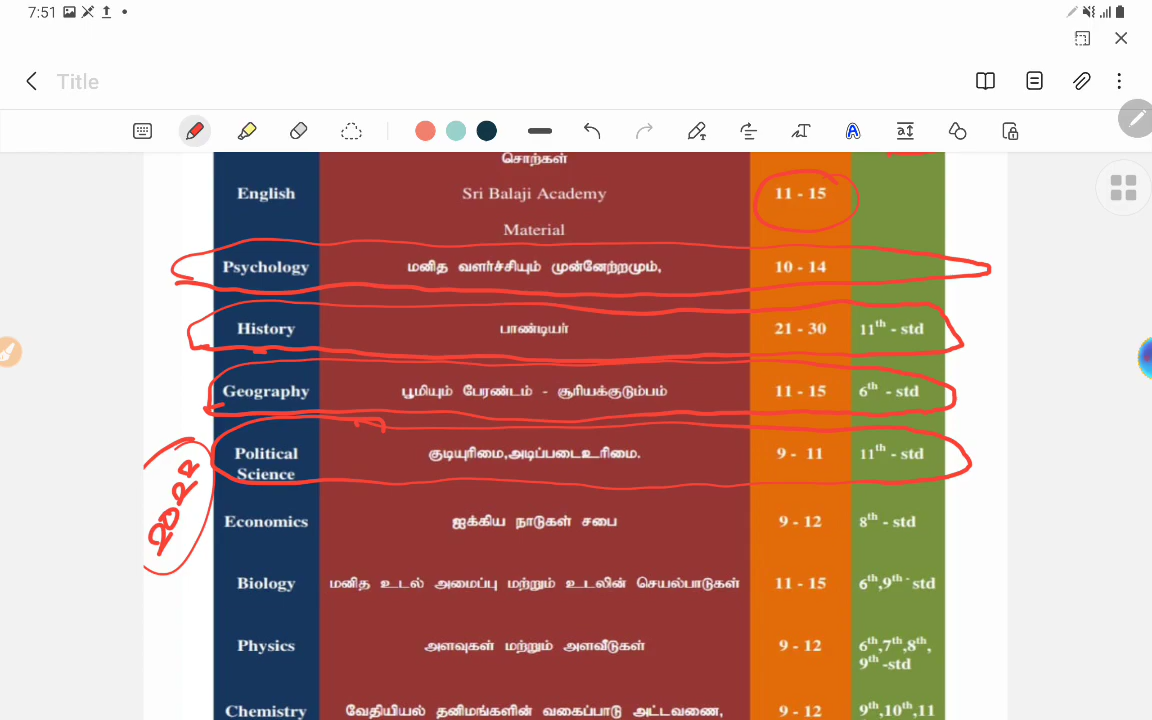 7:51
Title
சொற்கள்
English Sri Balaji Academy 11 - 15
Material
Psychology மனித வளர்ச்சியும் முன்னேற்றமும், 10 - 14
History பாண்டியர் 21 - 30 11th - std
Geography பூமியும் பேரண்டம் - சூரியக்குடும்பம் 11 - 15 6th - std
Political குடியுரிமை,அடிப்படைஉரிமை. 9 - 11 11th - std
Science
2024
Economics ஐக்கிய நாடுகள் சபை 9 - 12 8th - std
Biology மனித உடல் அமைப்பு மற்றும் உடலின் செயல்பாடுகள் 11 - 15 6th,9th - std
Physics அளவுகள் மற்றும் அளவீடுகள் 9 - 12 6th,7th,8th,
9th -std
Chemistry வேதியியல் தனிமங்களின் வகைப்பாடு அட்டவணை, 9 - 12 9th,10th,11